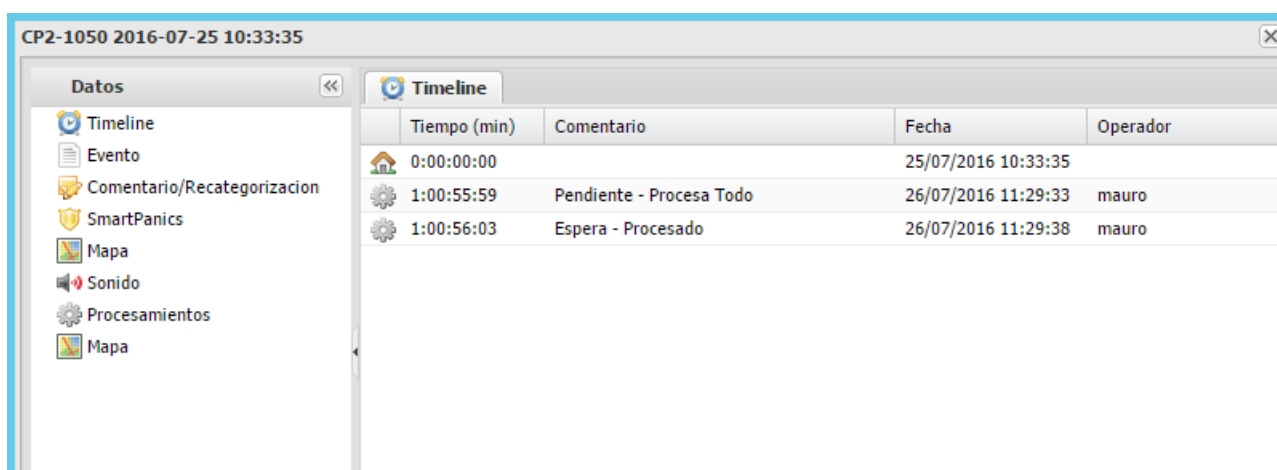 CP2-1050 2016-07-25 10:33:35
Datos
Timeline
Evento
Comentario/Recategorizacion
SmartPanics
Mapa
Sonido
Procesamientos
Mapa
Timeline
Tiempo (min) Comentario Fecha Operador
0:00:00:00 25/07/2016 10:33:35
1:00:55:59 Pendiente - Procesa Todo 26/07/2016 11:29:33 mauro
1:00:56:03 Espera - Procesado 26/07/2016 11:29:38 mauro